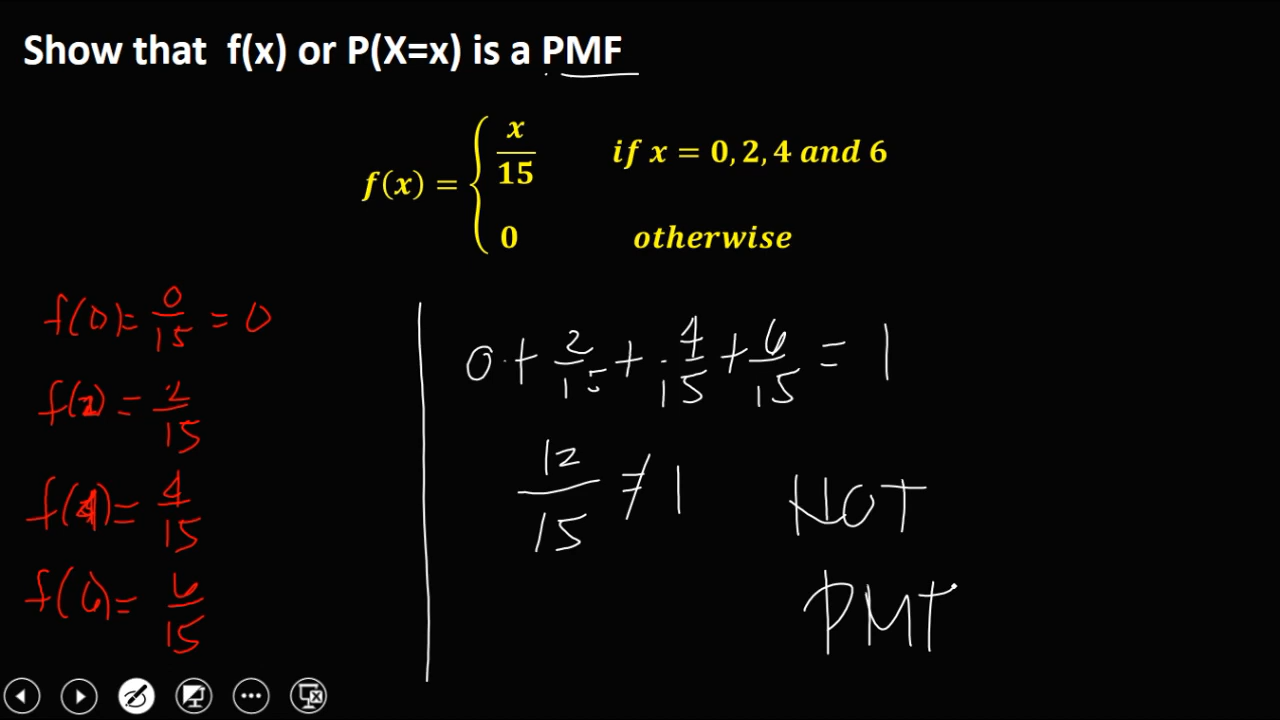 Show that f(x) or P(X=x) is a PMF
f(x) = { x/15 if x = 0, 2, 4 and 6
0 otherwise
f(0) = 0/15 = 0
f(2) = 2/15
f(4) = 4/15
f(6) = 6/15
0 + 2/15 + 4/15 + 6/15 = 1
12/15 ≠ 1
NOT
PMF